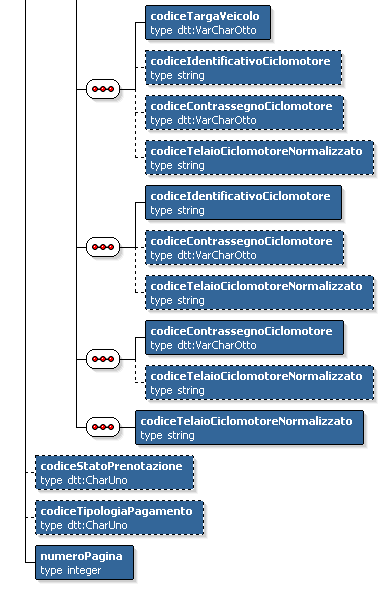 codiceTargaVeicolo
type dtt:VarCharOtto
codiceIdentificativoCiclomotore
type string
codiceContrassegnoCiclomotore
type dtt:VarCharOtto
codiceTelaioCiclomotoreNormalizzato
type string
codiceIdentificativoCiclomotore
type string
codiceContrassegnoCiclomotore
type dtt:VarCharOtto
codiceTelaioCiclomotoreNormalizzato
type string
codiceContrassegnoCiclomotore
type dtt:VarCharOtto
codiceTelaioCiclomotoreNormalizzato
type string
codiceTelaioCiclomotoreNormalizzato
type string
codiceStatoPrenotazione
type dtt:CharUno
codiceTipologiaPagamento
type dtt:CharUno
numeroPagina
type integer